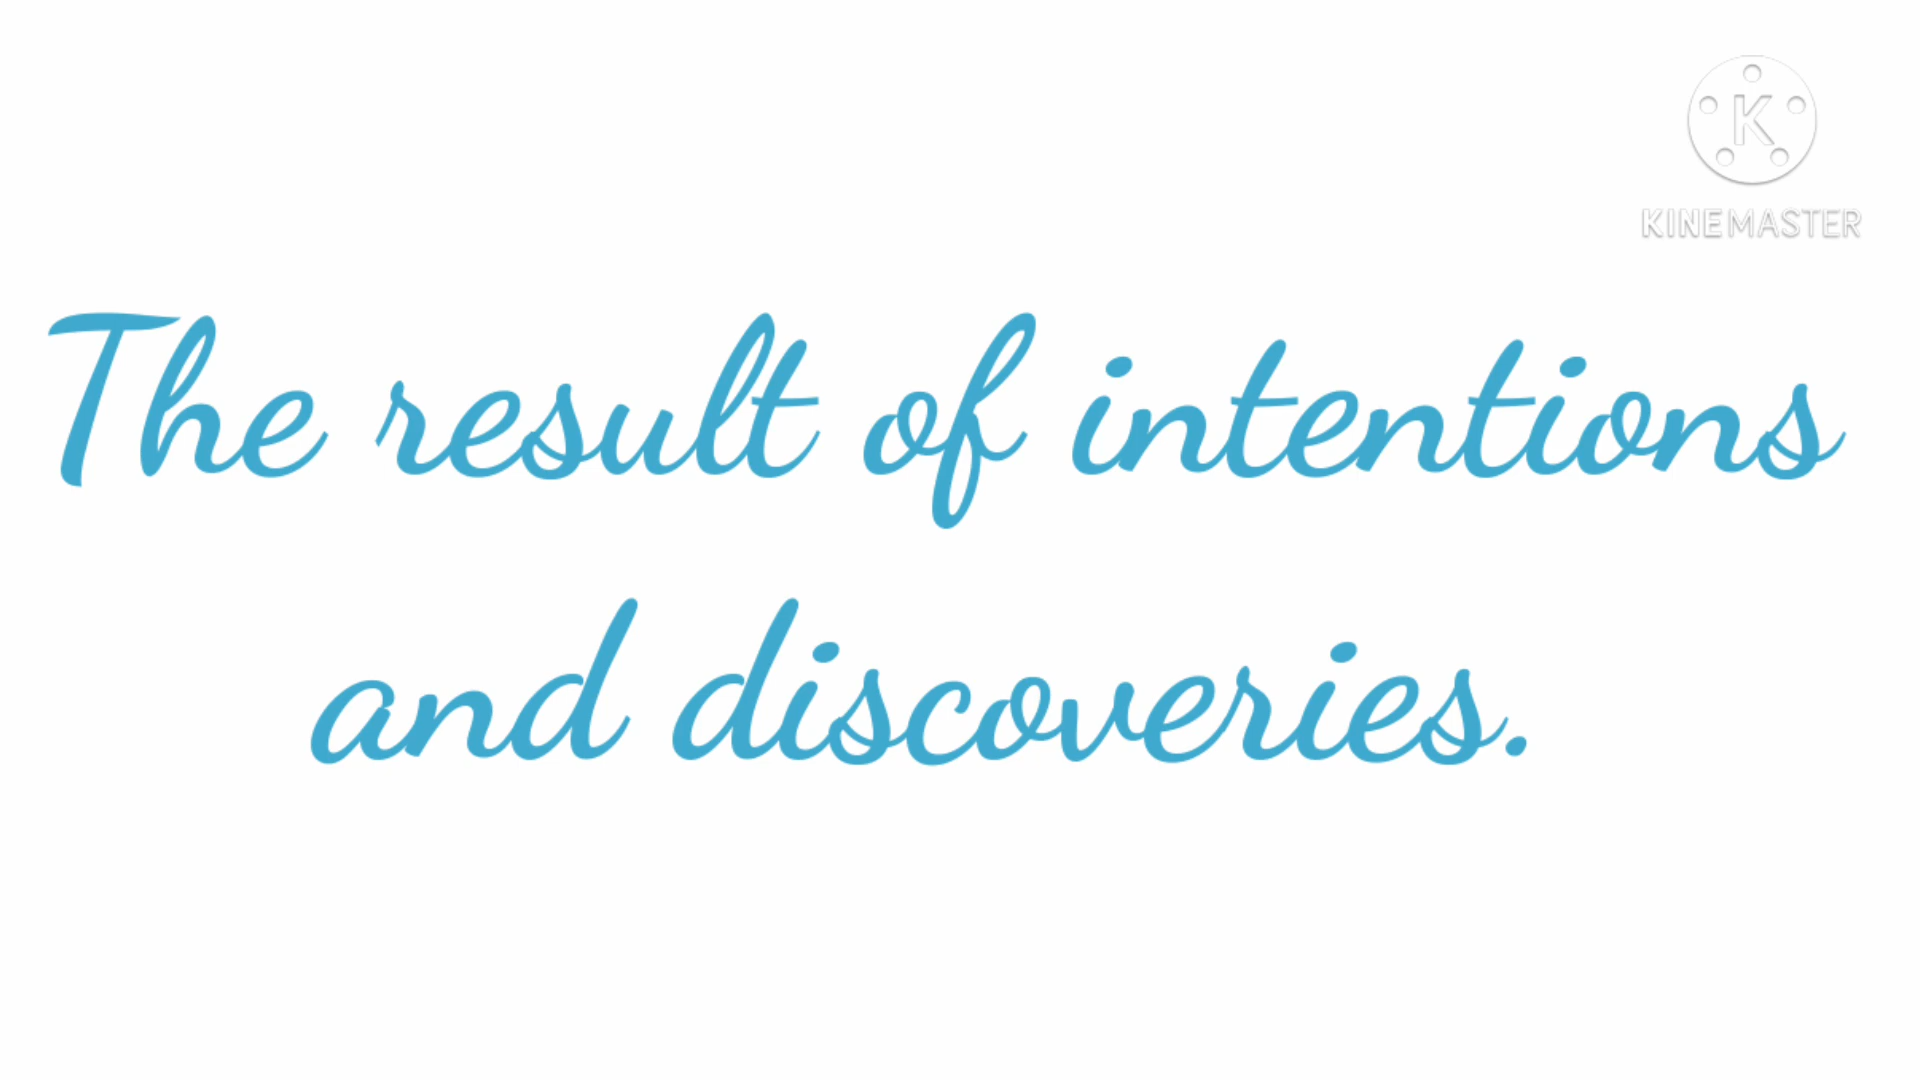 K
KINEMASTER
The result of intentions
and discoveries.